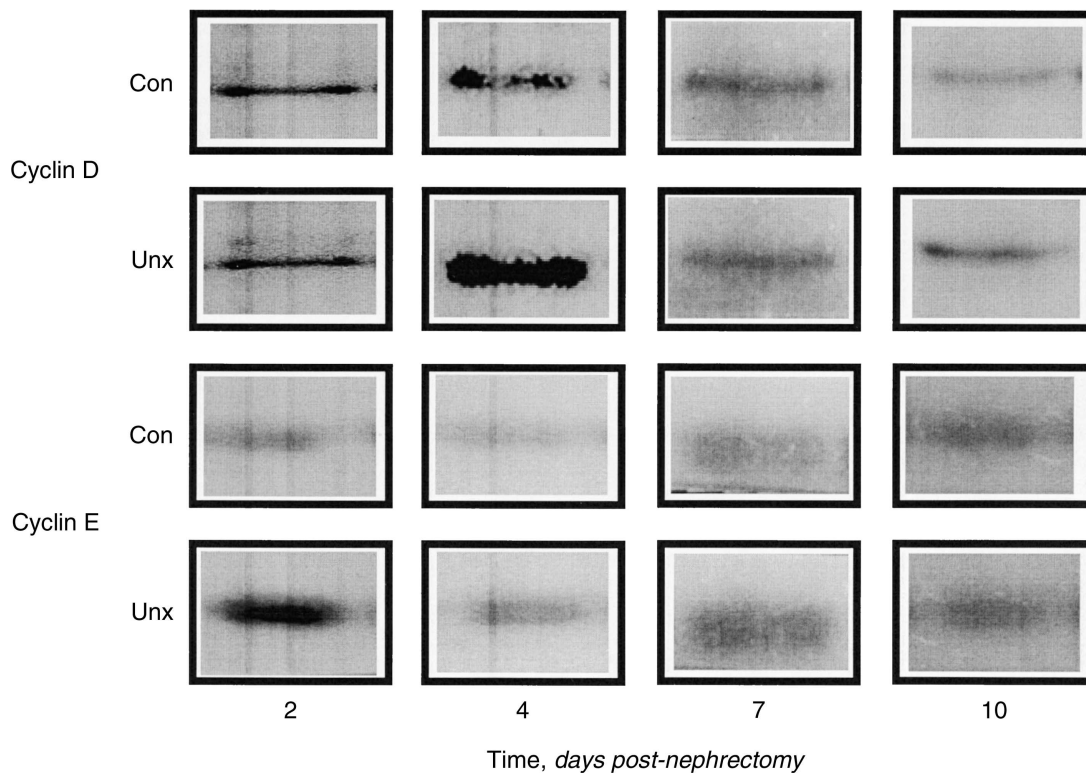 Con
Cyclin D
Unx
Con
Cyclin E
Unx
2 4 7 10
Time, days post-nephrectomy